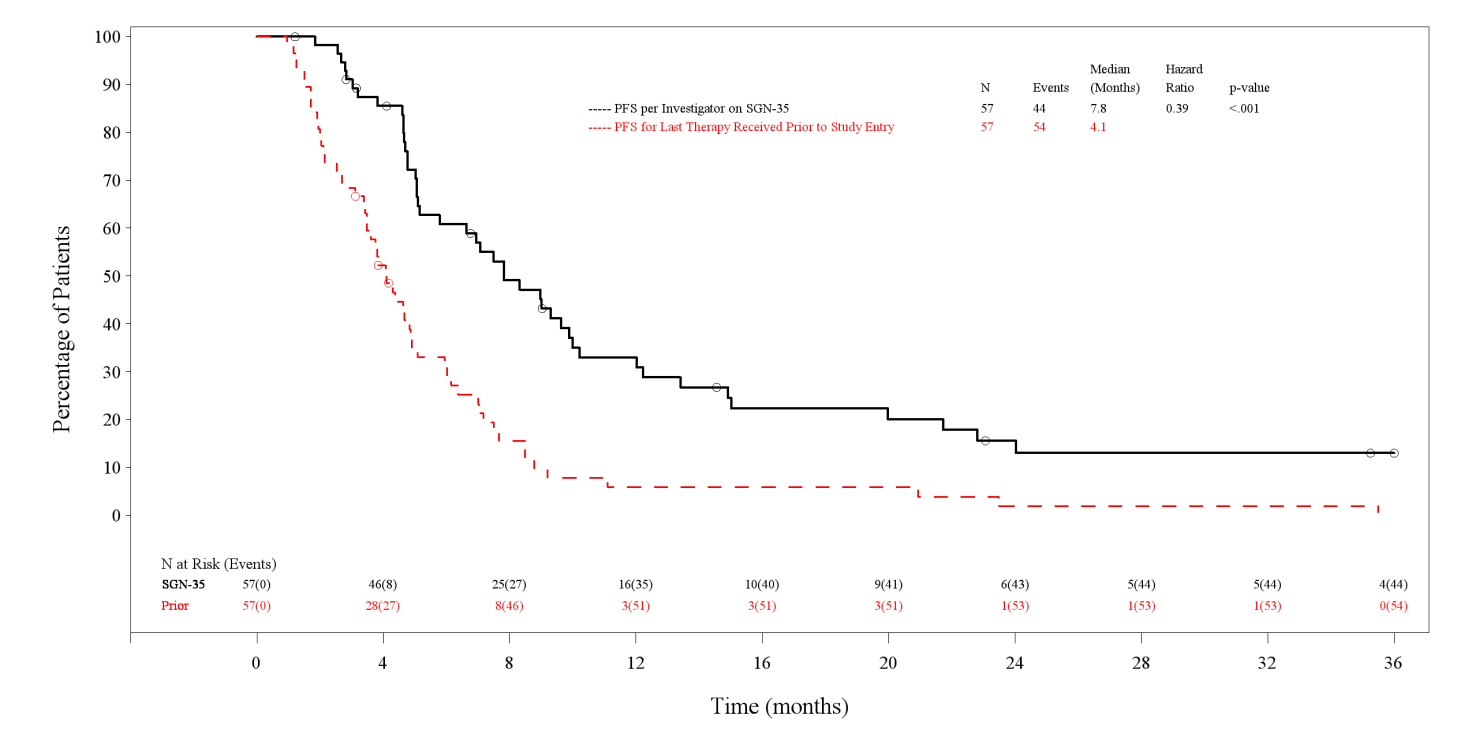 Median Hazard
N Events (Months) Ratio p-value
----- PFS per Investigator on SGN-35 57 44 7.8 0.39 <.001
----- PFS for Last Therapy Received Prior to Study Entry 57 54 4.1
Percentage of Patients
100
90
80
70
60
50
40
30
20
10
0
N at Risk (Events)
SGN-35 57(0) 46(8) 25(27) 16(35) 10(40) 9(41) 6(43) 5(44) 5(44) 4(44)
Prior 57(0) 28(27) 8(46) 3(51) 3(51) 3(51) 1(53) 1(53) 1(53) 0(54)
0 4 8 12 16 20 24 28 32 36
Time (months)